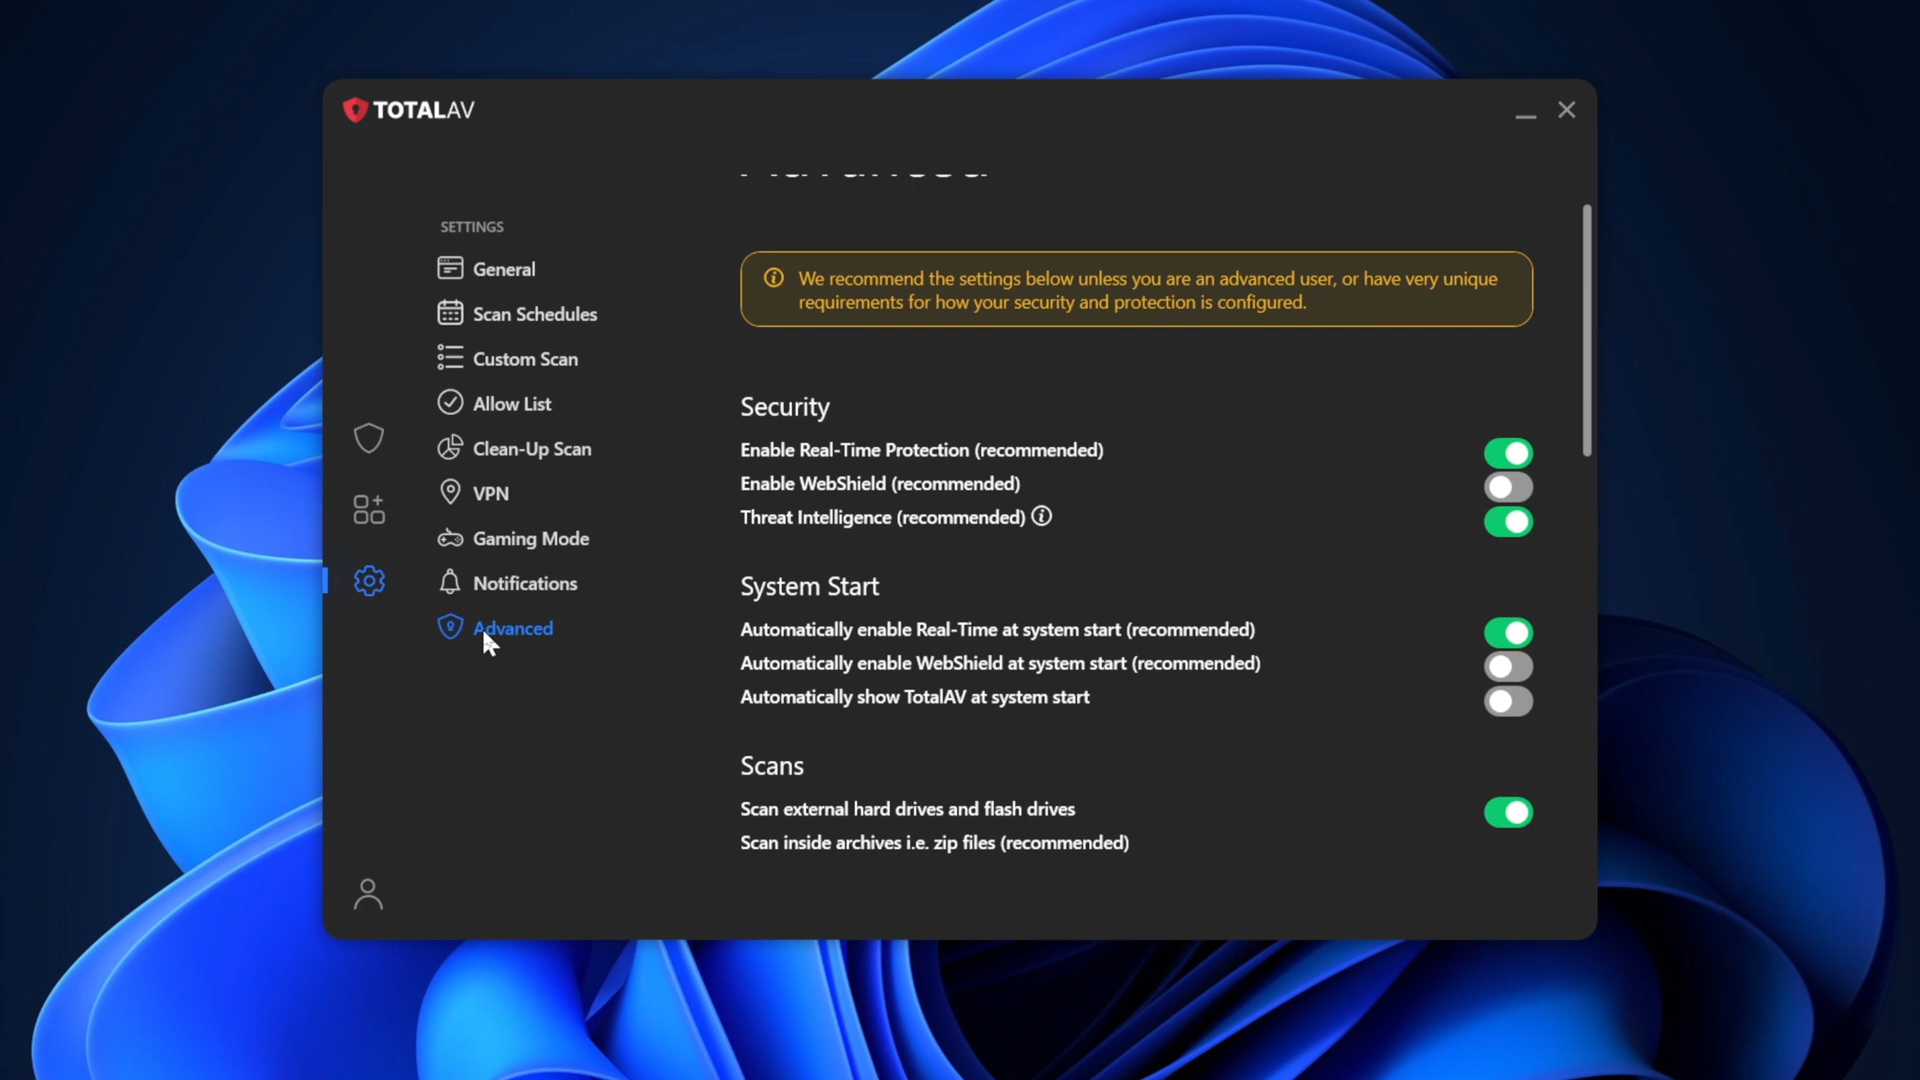 TOTALAV
SETTINGS
General
Scan Schedules
Custom Scan
Allow List
Clean-Up Scan
VPN
Gaming Mode
Notifications
Advanced
We recommend the settings below unless you are an advanced user, or have very unique
requirements for how your security and protection is configured.
Security
Enable Real-Time Protection (recommended)
Enable WebShield (recommended)
Threat Intelligence (recommended)
System Start
Automatically enable Real-Time at system start (recommended)
Automatically enable WebShield at system start (recommended)
Automatically show TotalAV at system start
Scans
Scan external hard drives and flash drives
Scan inside archives i.e. zip files (recommended)